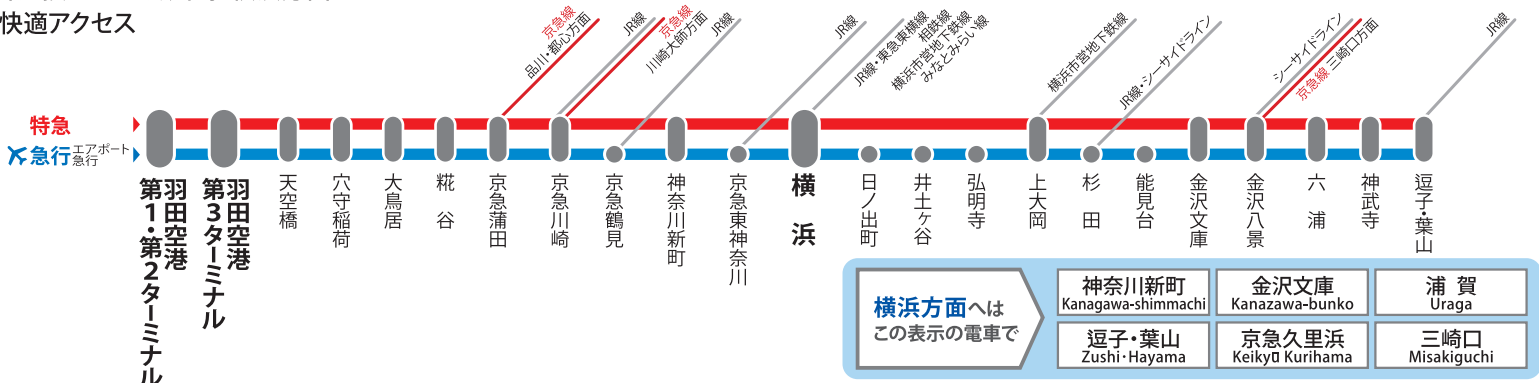 快適アクセス
京急線
品川・都心方面
JR線
京急線
川崎大師方面
JR線
JR線
JR線・東急東横線
相鉄線
横浜市営地下鉄線
みなとみらい線
横浜市営地下鉄線
JR線・シーサイドライン
シーサイドライン
京急線 三崎口方面
JR線
特急
急行 エアポート急行
羽田空港
第1・第2ターミナル
羽田空港
第3ターミナル
天空橋
穴守稲荷
大鳥居
糀谷
京急蒲田
京急川崎
京急鶴見
神奈川新町
京急東神奈川
横浜
日ノ出町
井土ヶ谷
弘明寺
上大岡
杉田
能見台
金沢文庫
金沢八景
六浦
神武寺
逗子・葉山
横浜方面へは
この表示の電車で
神奈川新町
Kanagawa-shimmachi
金沢文庫
Kanazawa-bunko
浦賀
Uraga
逗子・葉山
Zushi・Hayama
京急久里浜
Keikyū Kurihama
三崎口
Misakiguchi